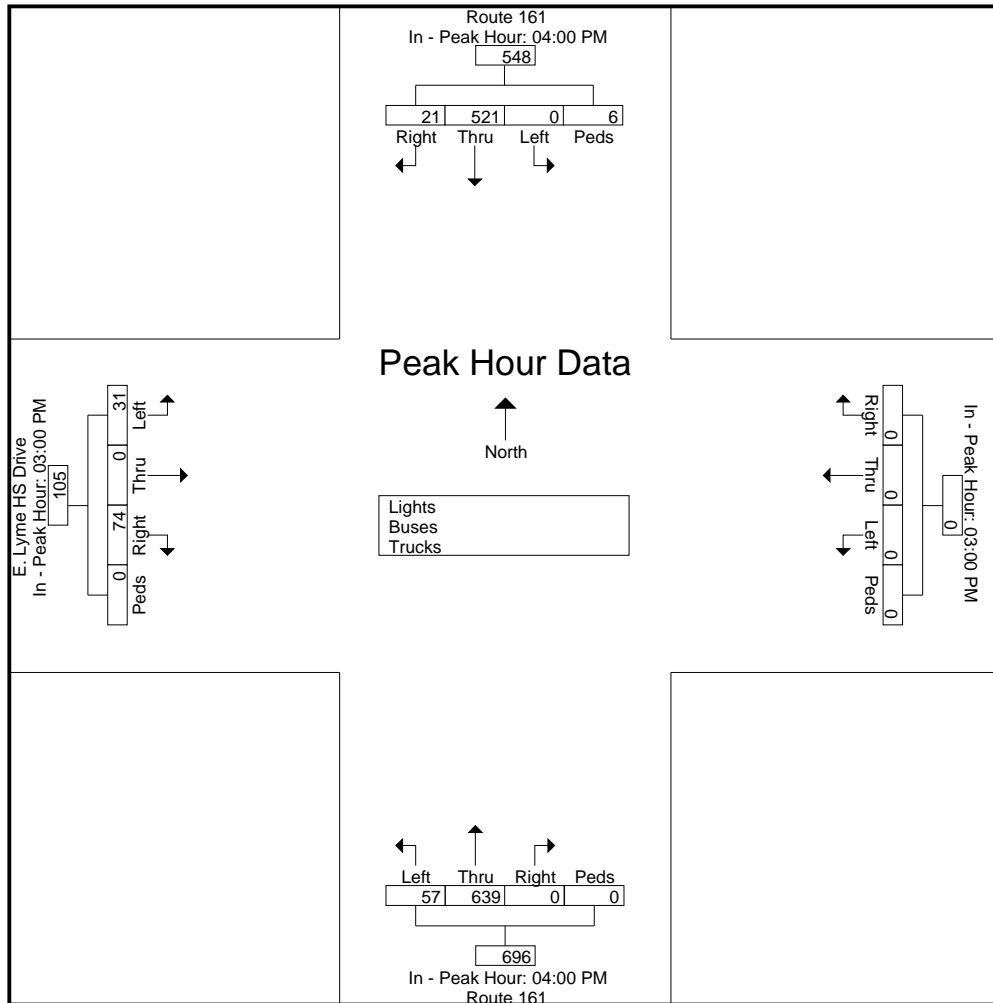 Route 161
In - Peak Hour: 04:00 PM
548
21 521 0 6
Right Thru Left Peds
Peak Hour Data
North
Lights
Buses
Trucks
E. Lyme HS Drive
In - Peak Hour: 03:00 PM
105
31 0 74 0
Left Thru Right Peds
Right Thru Left Peds
0 0 0 0
0
In - Peak Hour: 03:00 PM
Left Thru Right Peds
57 639 0 0
696
In - Peak Hour: 04:00 PM
Route 161